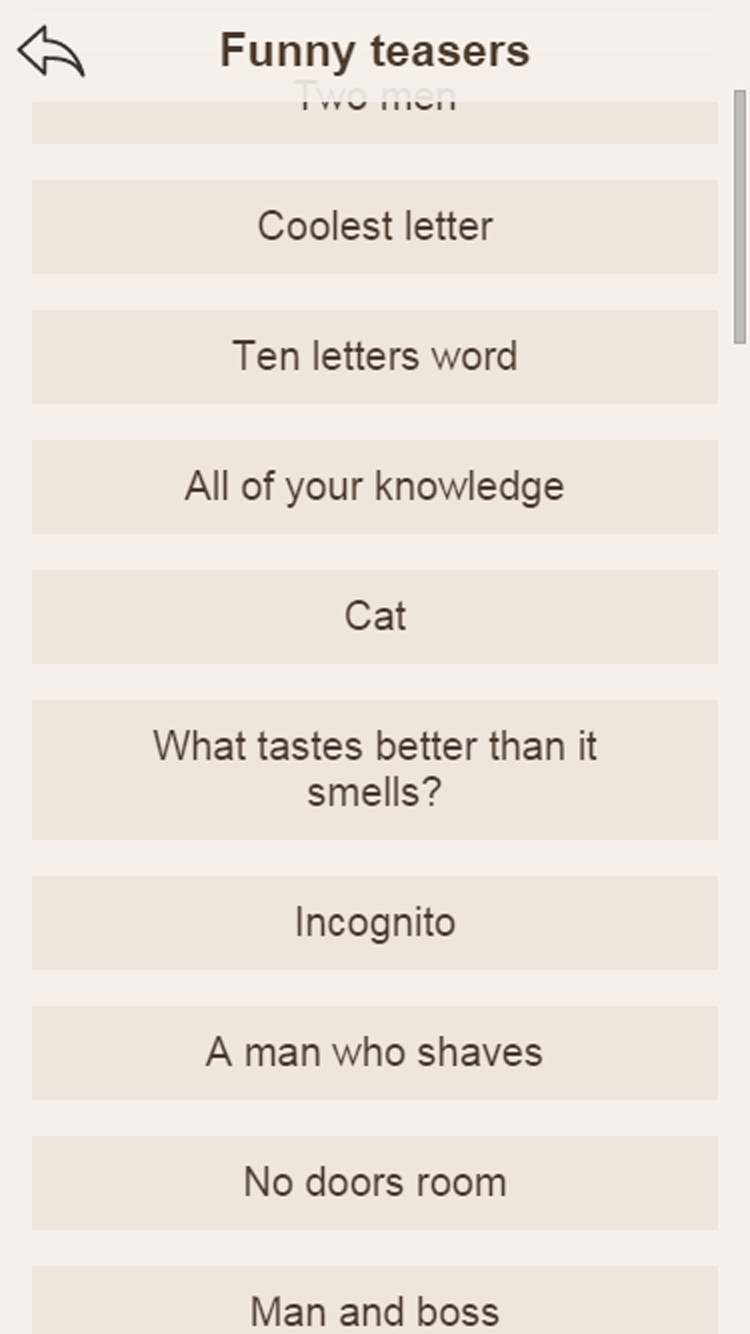 Funny teasers
Two men
Coolest letter
Ten letters word
All of your knowledge
Cat
What tastes better than it
smells?
Incognito
A man who shaves
No doors room
Man and boss